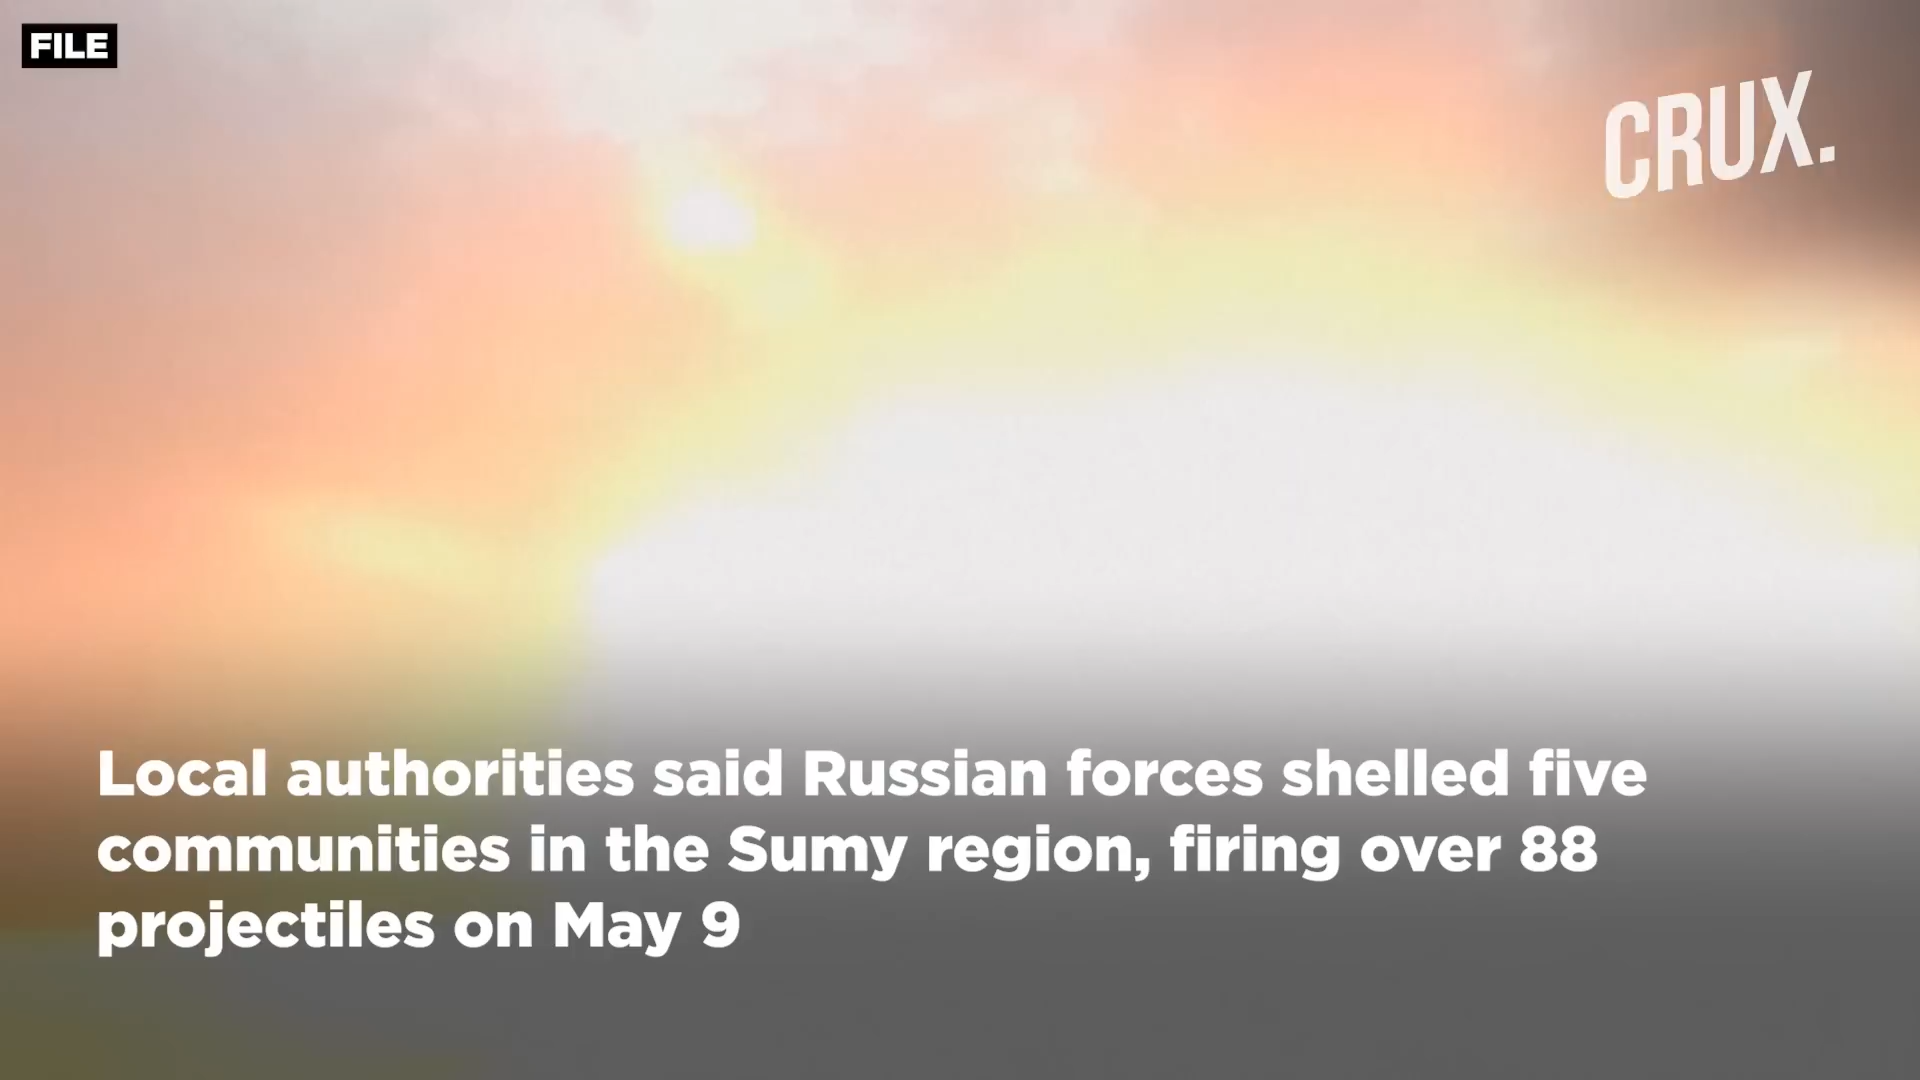 FILE
CRUX.
Local authorities said Russian forces shelled five
communities in the Sumy region, firing over 88
projectiles on May 9